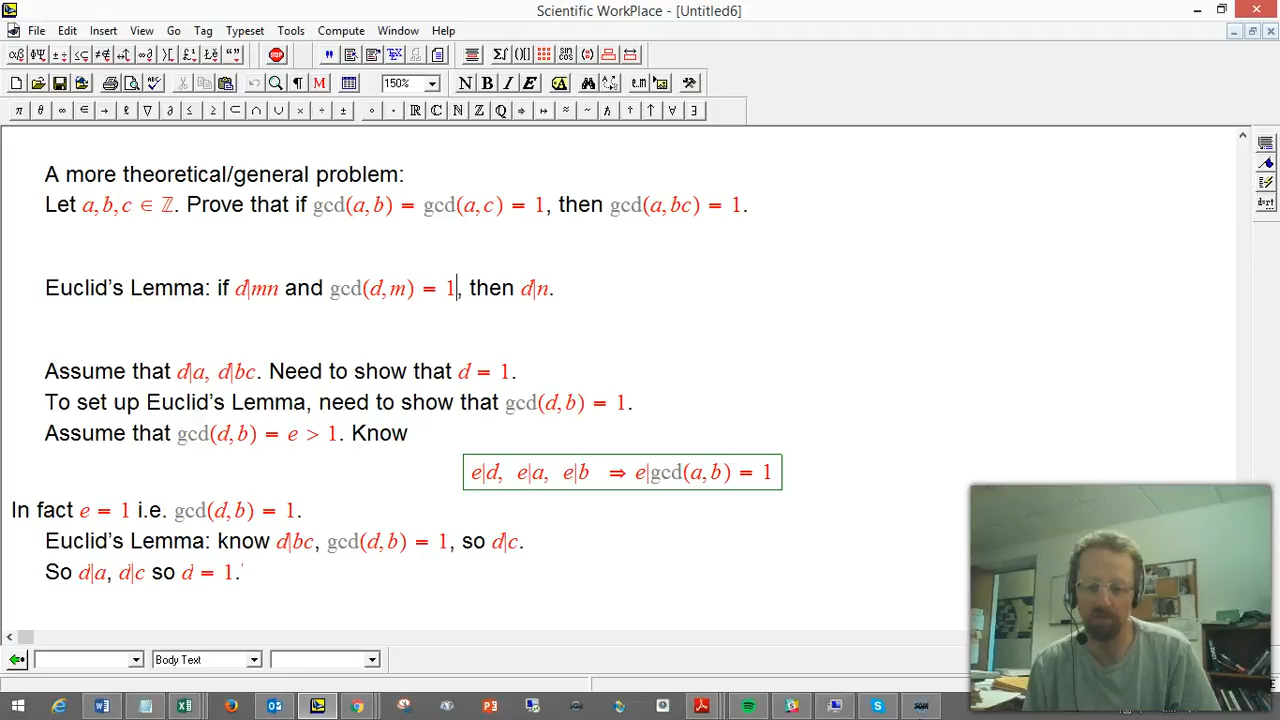 Scientific WorkPlace - [Untitled6]
File Edit Insert View Go Tag Typeset Tools Compute Window Help
150%
N B I E
π θ ∞ ∈ → ℓ ∇ ∂ ≤ ≥ ⊂ ∩ ∪ × ÷ ± ∘ · ℝ ℂ ℕ ℤ ℚ ⇒ ↦ ≈ ~ ℏ † ↑ ∀ ∃
A more theoretical/general problem:
Let a, b, c ∈ ℤ. Prove that if gcd(a, b) = gcd(a, c) = 1, then gcd(a, bc) = 1.
Euclid's Lemma: if d|mn and gcd(d, m) = 1, then d|n.
Assume that d|a, d|bc. Need to show that d = 1.
To set up Euclid's Lemma, need to show that gcd(d, b) = 1.
Assume that gcd(d, b) = e > 1. Know
e|d, e|a, e|b ⇒ e|gcd(a, b) = 1
In fact e = 1 i.e. gcd(d, b) = 1.
Euclid's Lemma: know d|bc, gcd(d, b) = 1, so d|c.
So d|a, d|c so d = 1.
Body Text